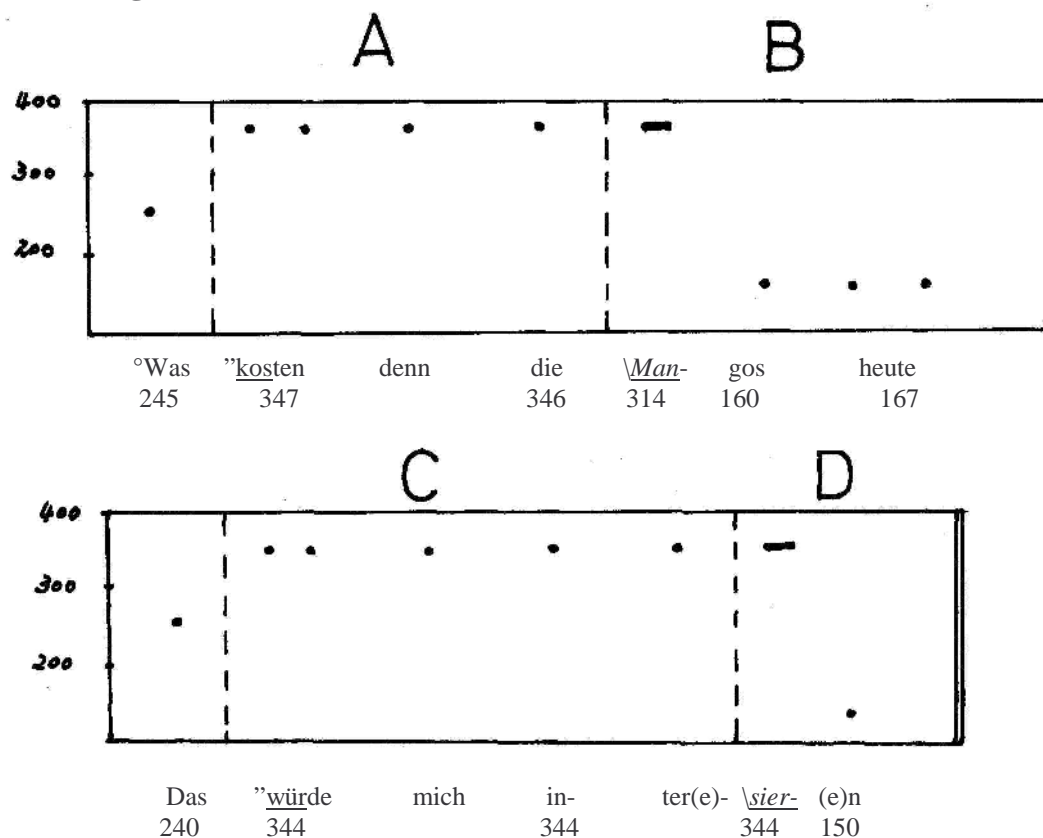 A B
400
300
200
°Was ”kosten denn die \Man- gos heute
245 347 346 314 160 167
C D
400
300
200
Das ”würde mich in- ter(e)- \sier- (e)n
240 344 344 344 150